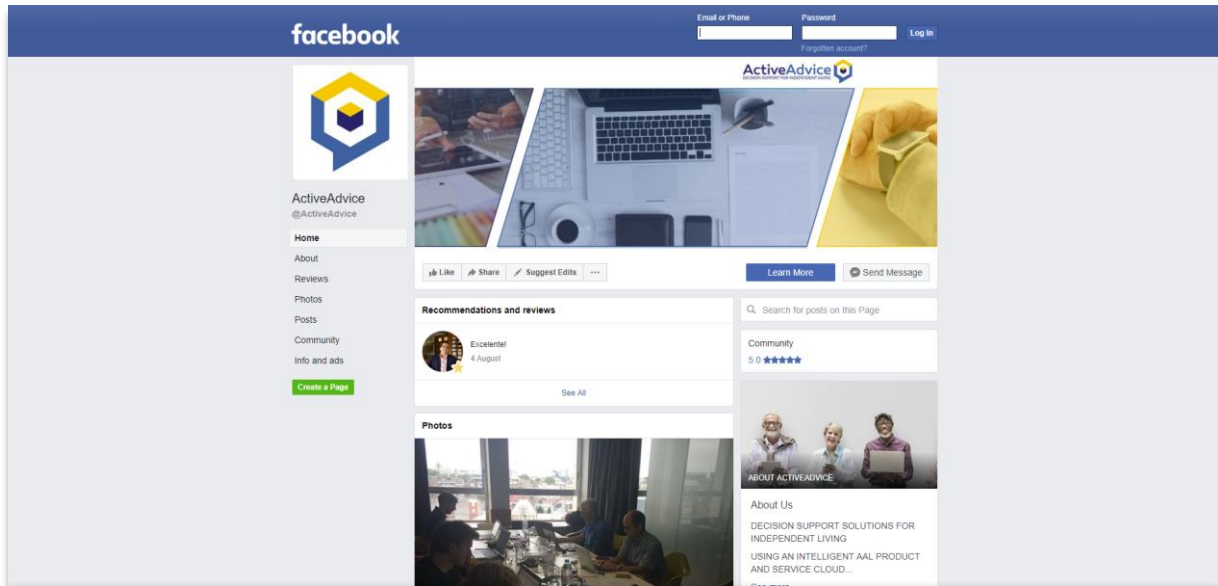 facebook
Email or Phone
Password
Log In
Forgotten account?
ActiveAdvice
DECISION SUPPORT FOR INDEPENDENT LIVING
ActiveAdvice
@ActiveAdvice
Home
About
Reviews
Photos
Posts
Community
Info and ads
Create a Page
Like
Share
Suggest Edits
Learn More
Send Message
Recommendations and reviews
Excelente!
4 August
See All
Photos
Search for posts on this Page
Community
5.0
ABOUT ACTIVEADVICE
About Us
DECISION SUPPORT SOLUTIONS FOR
INDEPENDENT LIVING
USING AN INTELLIGENT AAL PRODUCT
AND SERVICE CLOUD...
See more